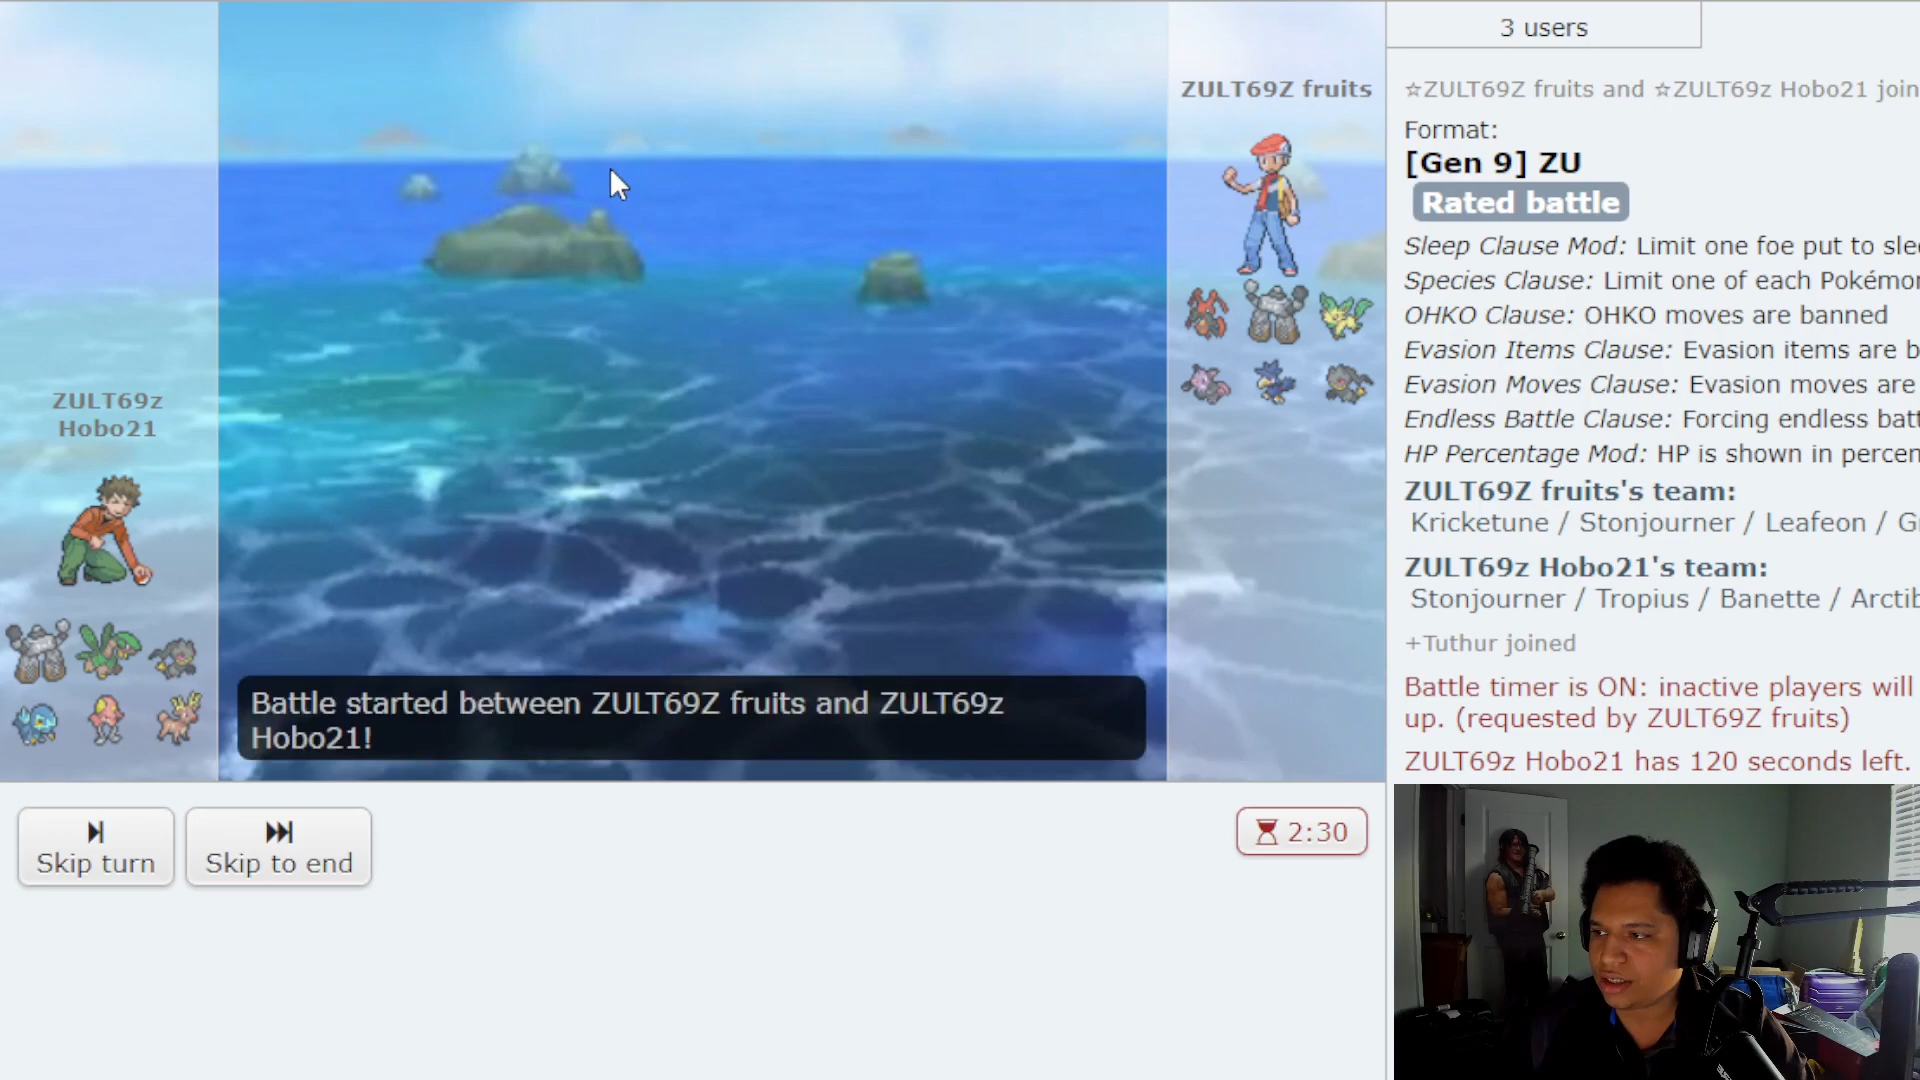 ZULT69Z fruits
ZULT69z
Hobo21
Battle started between ZULT69Z fruits and ZULT69z
Hobo21!
Skip turn
Skip to end
2:30
3 users
☆ZULT69Z fruits and ☆ZULT69z Hobo21 join
Format:
[Gen 9] ZU
Rated battle
Sleep Clause Mod: Limit one foe put to slee
Species Clause: Limit one of each Pokémon
OHKO Clause: OHKO moves are banned
Evasion Items Clause: Evasion items are b
Evasion Moves Clause: Evasion moves are
Endless Battle Clause: Forcing endless batt
HP Percentage Mod: HP is shown in percen
ZULT69Z fruits's team:
Kricketune / Stonjourner / Leafeon / G
ZULT69z Hobo21's team:
Stonjourner / Tropius / Banette / Arctib
+Tuthur joined
Battle timer is ON: inactive players will
up. (requested by ZULT69Z fruits)
ZULT69z Hobo21 has 120 seconds left.